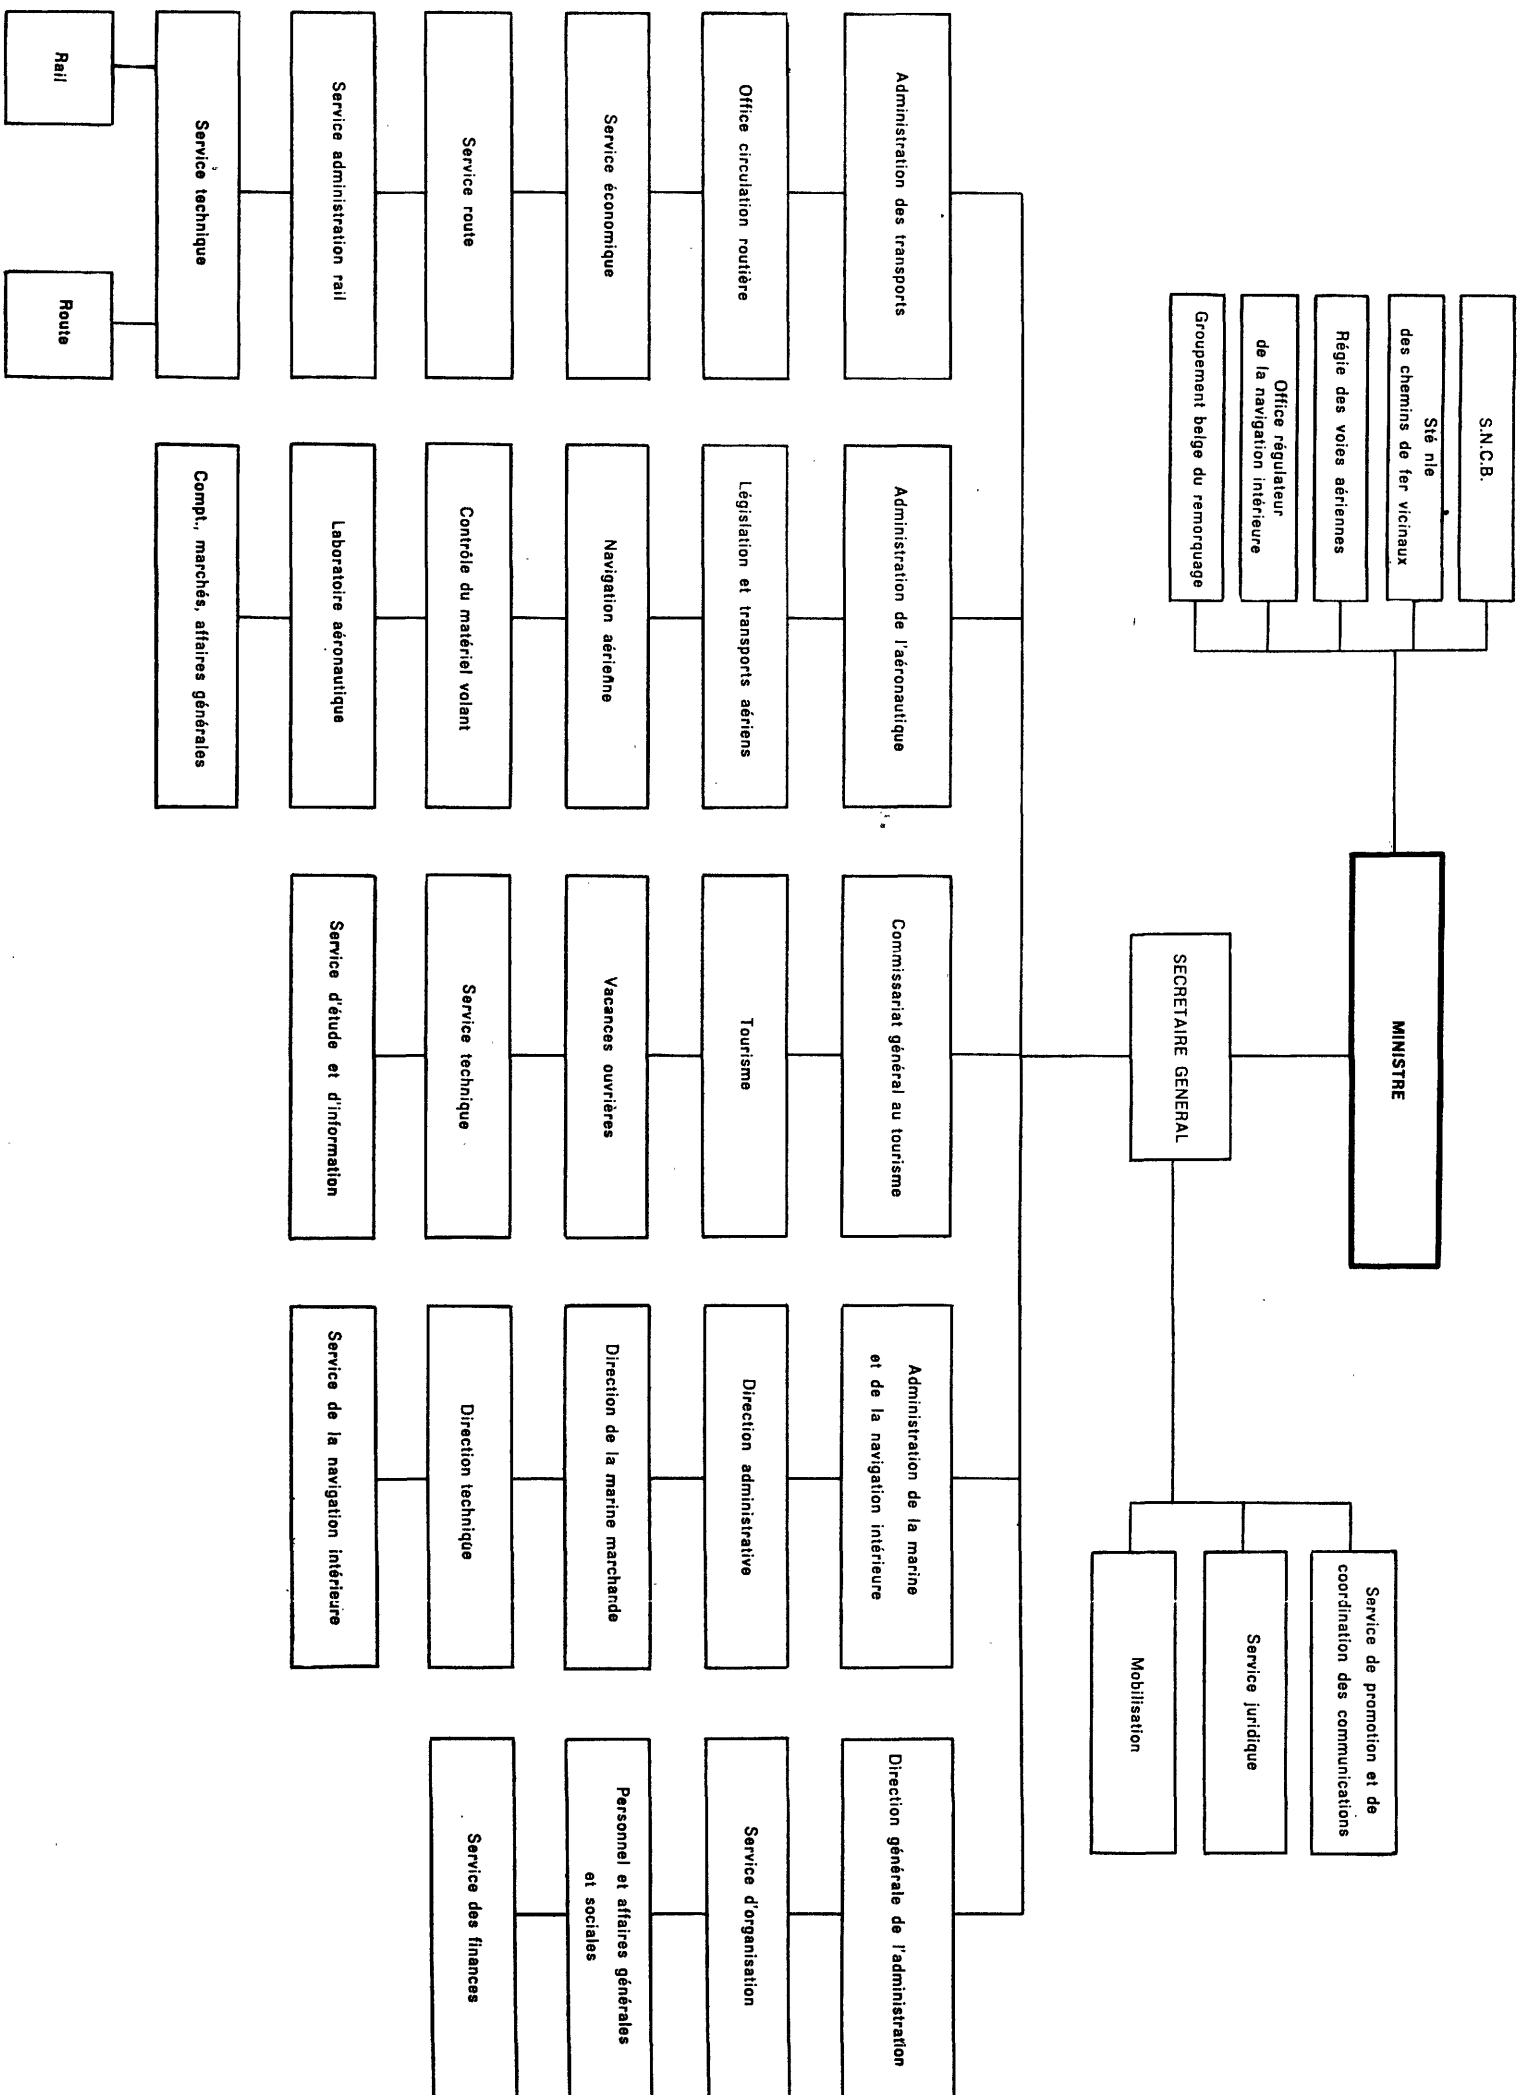 S.N.C.B.
Sté nle
des chemins de fer vicinaux
Régie des voies aériennes
Office régulateur
de la navigation intérieure
Groupement belge du remorquage
MINISTRE
SECRETAIRE GENERAL
Service de promotion et de
coordination des communications
Service juridique
Mobilisation
Administration des transports
Office circulation routière
Service économique
Service route
Service administration rail
Service technique
Rail
Route
Administration de l'aéronautique
Législation et transports aériens
Navigation aérienne
Contrôle du matériel volant
Laboratoire aéronautique
Compt., marchés, affaires générales
Commissariat général au tourisme
Tourisme
Vacances ouvrières
Service technique
Service d'étude et d'information
Administration de la marine
et de la navigation intérieure
Direction administrative
Direction de la marine marchande
Direction technique
Service de la navigation intérieure
Direction générale de l'administration
Service d'organisation
Personnel et affaires générales
et sociales
Service des finances